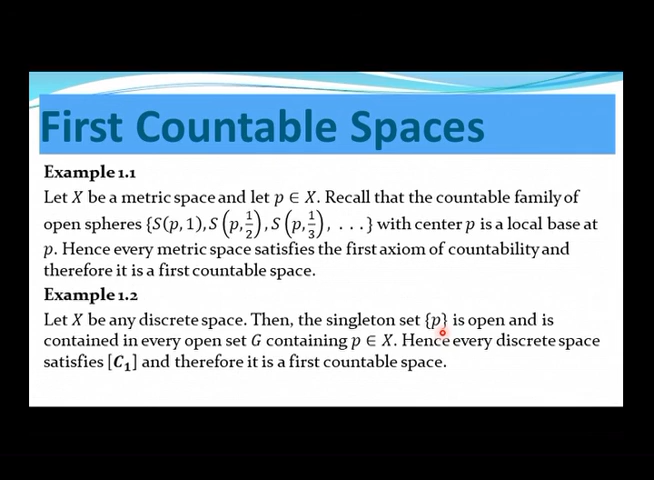 First Countable Spaces
Example 1.1
Let X be a metric space and let p ∈ X. Recall that the countable family of
open spheres {S(p, 1), S(p, 1/2), S(p, 1/3), . . . } with center p is a local base at
p. Hence every metric space satisfies the first axiom of countability and
therefore it is a first countable space.
Example 1.2
Let X be any discrete space. Then, the singleton set {p} is open and is
contained in every open set G containing p ∈ X. Hence every discrete space
satisfies [C₁] and therefore it is a first countable space.